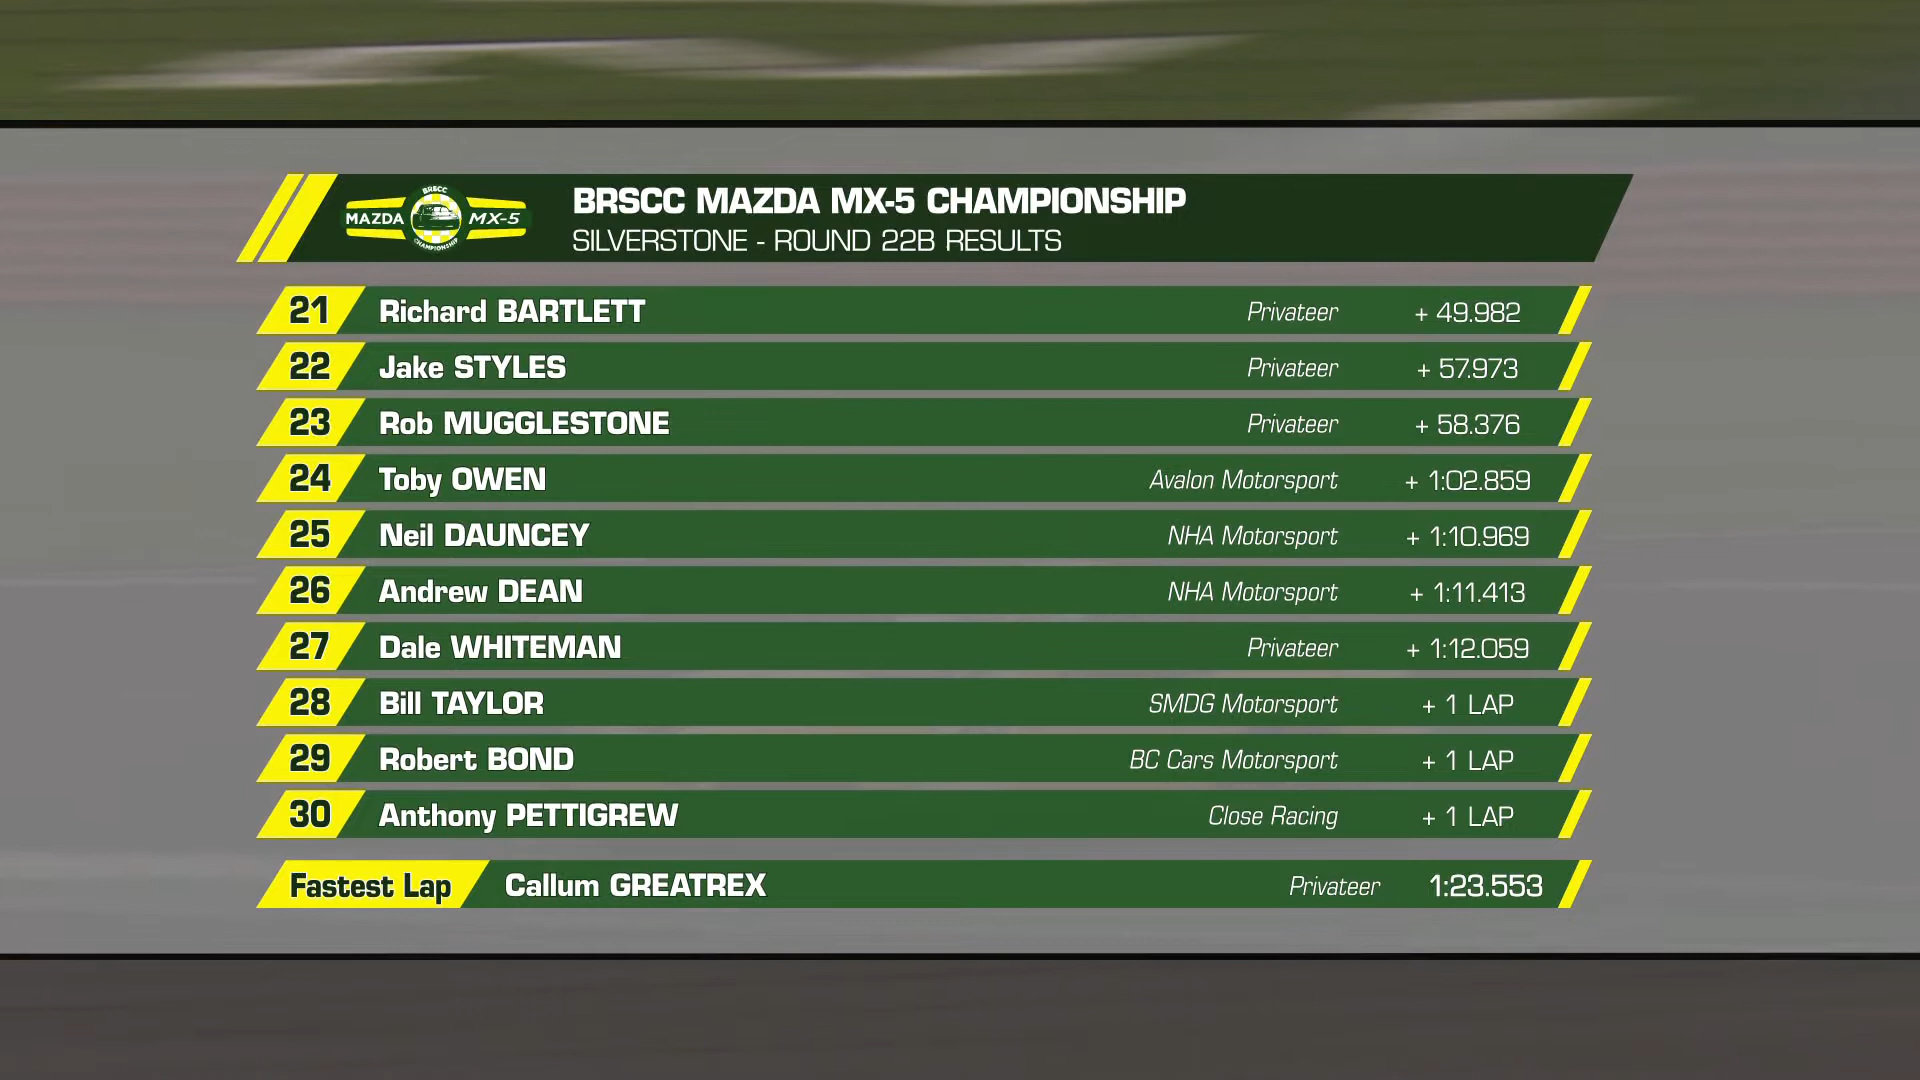 BRSCC
MAZDA MX-5
CHAMPIONSHIP
BRSCC MAZDA MX-5 CHAMPIONSHIP
SILVERSTONE - ROUND 22B RESULTS
21 Richard BARTLETT Privateer + 49.982
22 Jake STYLES Privateer + 57.973
23 Rob MUGGLESTONE Privateer + 58.376
24 Toby OWEN Avalon Motorsport + 1:02.859
25 Neil DAUNCEY NHA Motorsport + 1:10.969
26 Andrew DEAN NHA Motorsport + 1:11.413
27 Dale WHITEMAN Privateer + 1:12.059
28 Bill TAYLOR SMDG Motorsport + 1 LAP
29 Robert BOND BC Cars Motorsport + 1 LAP
30 Anthony PETTIGREW Close Racing + 1 LAP
Fastest Lap Callum GREATREX Privateer 1:23.553